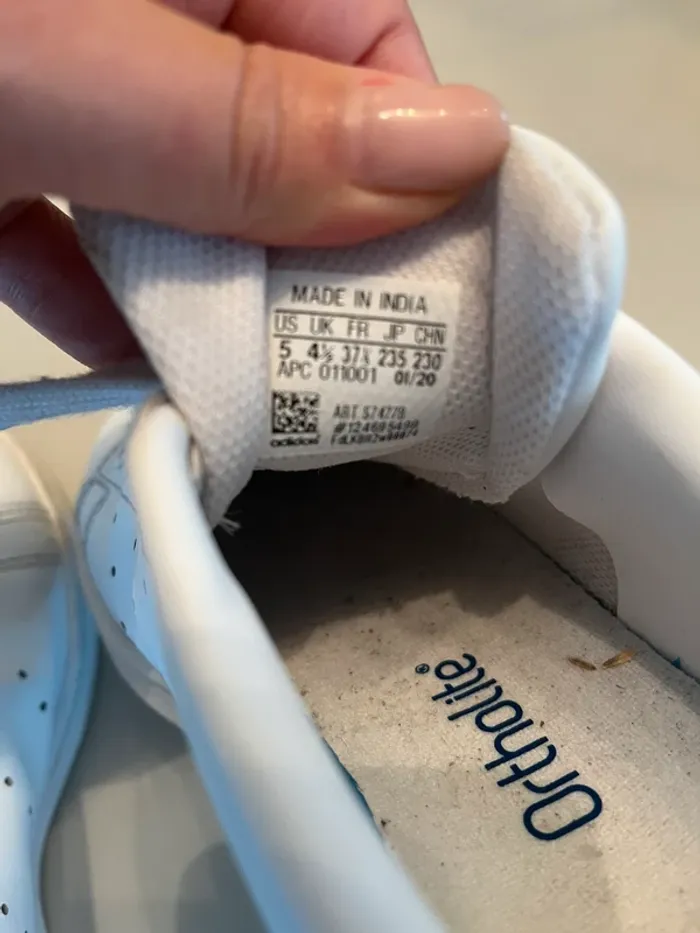 MADE IN INDIA
US UK FR JP CHN
5 4½ 37⅓ 235 230
APC 011001 01/20
ART S74778
adidas
Ortholite®